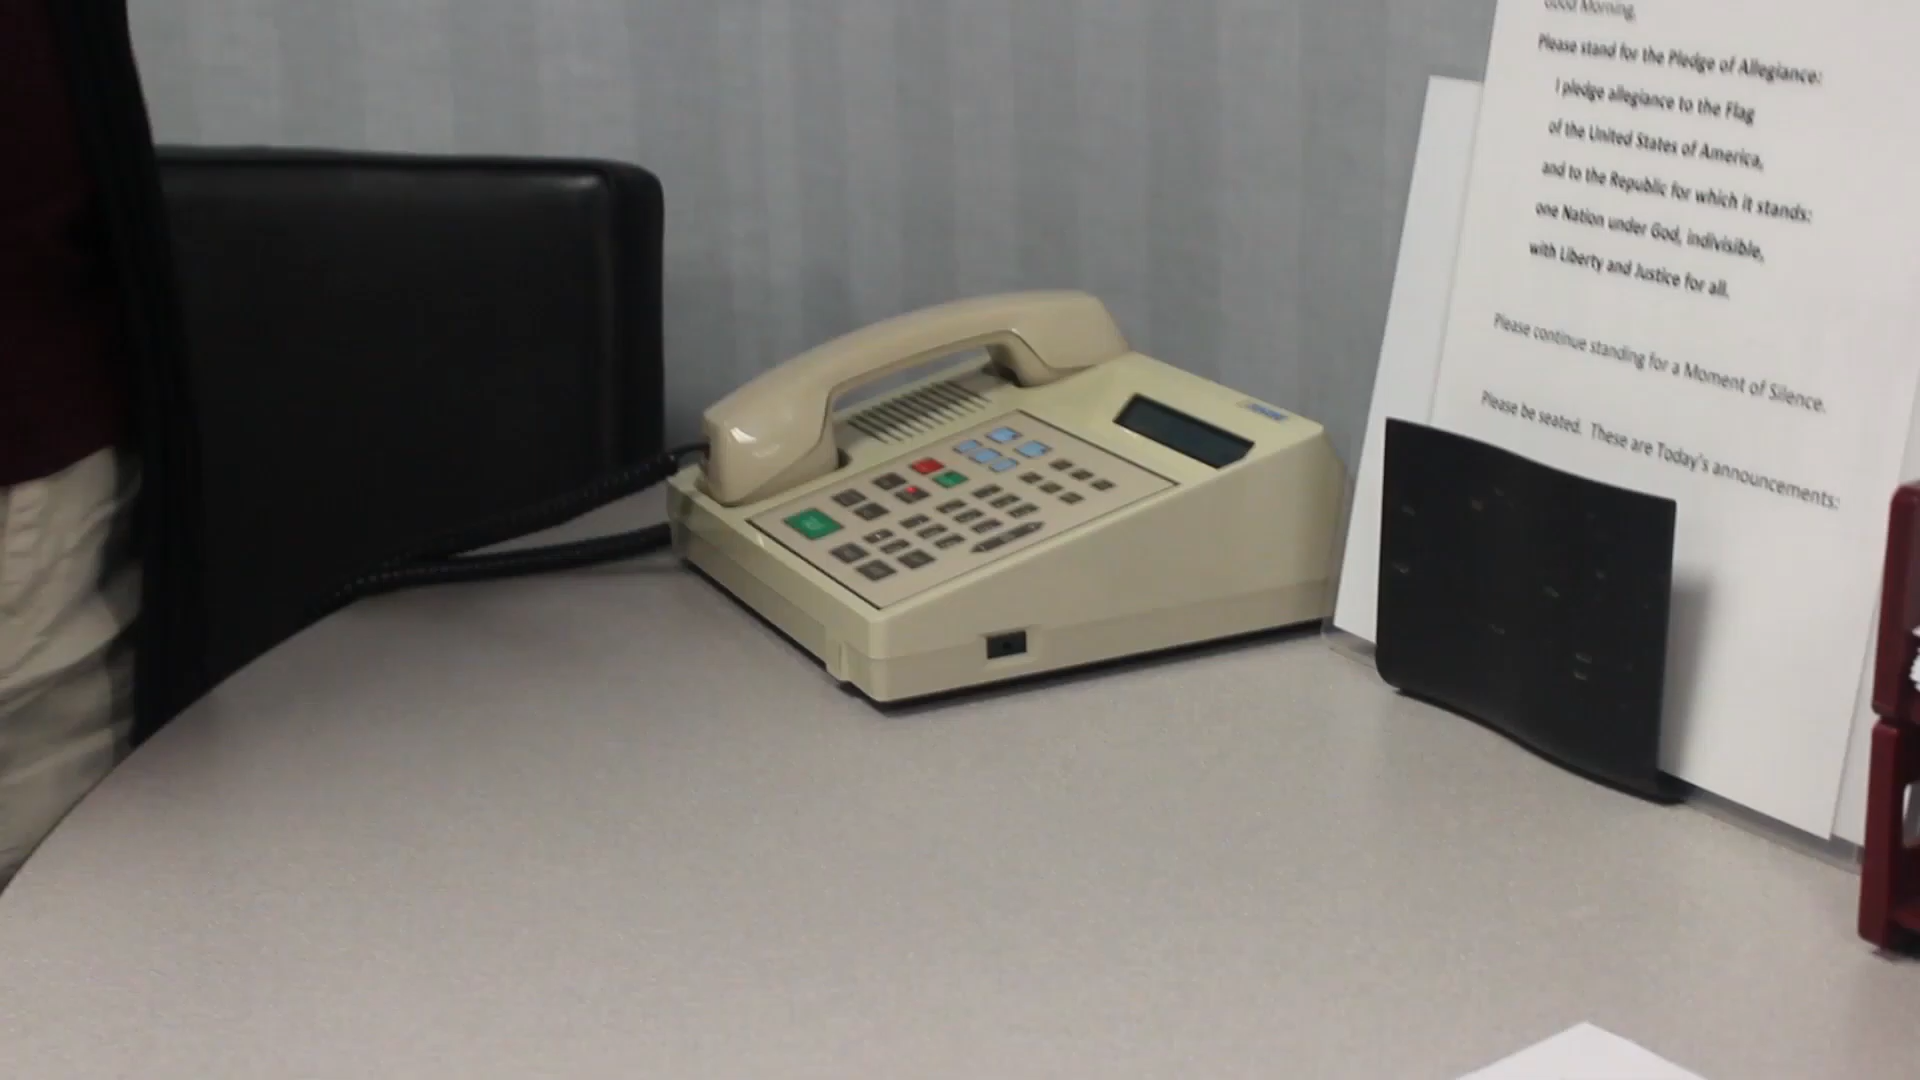 Good Morning,
Please stand for the Pledge of Allegiance:
I pledge allegiance to the Flag
of the United States of America,
and to the Republic for which it stands:
one Nation under God, indivisible,
with Liberty and Justice for all.
Please continue standing for a Moment of Silence.
Please be seated. These are Today's announcements: